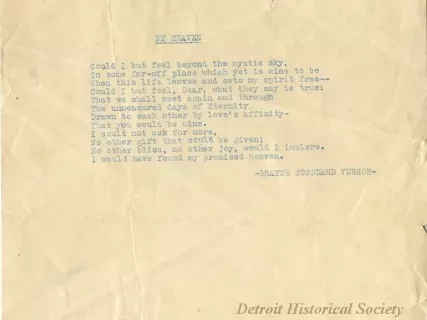 MY HEAVEN
Could I but feel beyond the mystic sky,
In some far-off place which yet is mine to be
When this life leaves and sets my spirit free--
Could I but feel, Dear, what they say is true:
That we shall meet again and through
The unmeasured days of Eternity
Drawn to each other by love's affinity-
That you would be mine.
I could not ask for more,
No other gift that could be given;
No other bliss, no other joy, would I implore.
I would have found my promised Heaven.
-GRAYCE STODDARD VERNOR-
Detroit Historical Society